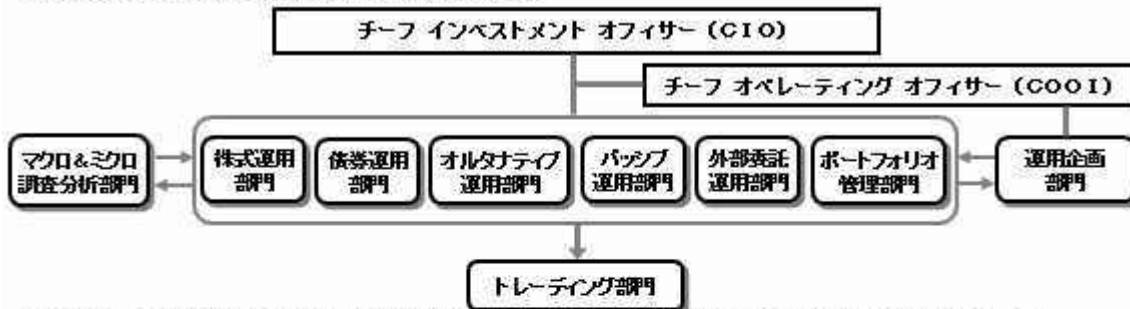 チーフ インベストメント オフィサー (CIO)
チーフ オペレーティング オフィサー (COOI)
マクロ&ミクロ
調査分析部門
株式運用
部門
債券運用
部門
オルタナティブ
運用部門
パッシブ
運用部門
外部委託
運用部門
ポートフォリオ
管理部門
運用企画
部門
トレーディング部門